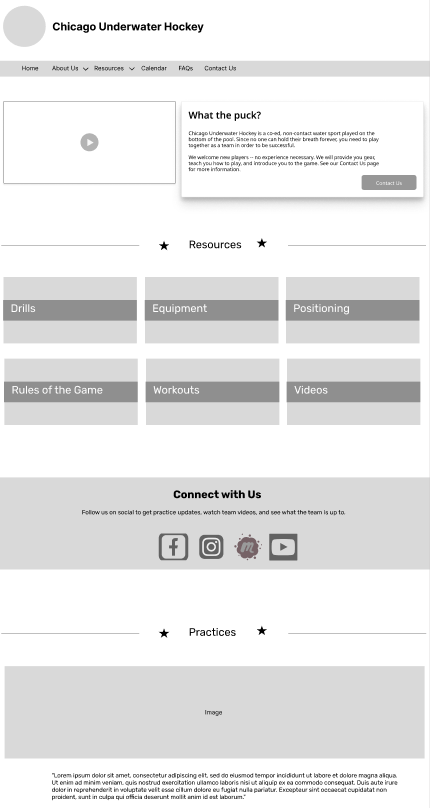 Chicago Underwater Hockey
Home About Us Resources Calendar FAQs Contact Us
What the puck?
Chicago Underwater Hockey is a co-ed, non-contact water sport played on the
bottom of the pool. Since no one can hold their breath forever, you need to play
together as a team in order to be successful.
We welcome new players -- no experience necessary. We will provide you gear,
teach you how to play, and introduce you to the game. See our Contact Us page
for more information.
Contact Us
Resources
Drills Equipment Positioning
Rules of the Game Workouts Videos
Connect with Us
Follow us on social to get practice updates, watch team videos, and see what the team is up to.
Practices
Image
"Lorem ipsum dolor sit amet, consectetur adipiscing elit, sed do eiusmod tempor incididunt ut labore et dolore magna aliqua.
Ut enim ad minim veniam, quis nostrud exercitation ullamco laboris nisi ut aliquip ex ea commodo consequat. Duis aute irure
dolor in reprehenderit in voluptate velit esse cillum dolore eu fugiat nulla pariatur. Excepteur sint occaecat cupidatat non
proident, sunt in culpa qui officia deserunt mollit anim id est laborum."